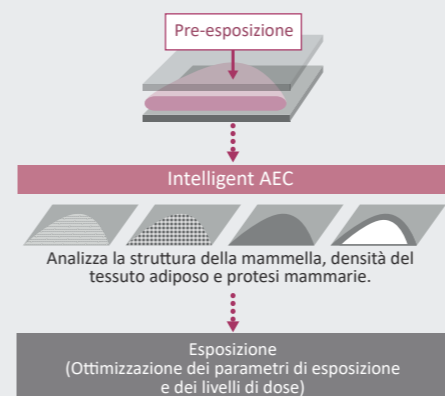 Pre-esposizione
Intelligent AEC
Analizza la struttura della mammella, densità del
tessuto adiposo e protesi mammarie.
Esposizione
(Ottimizzazione dei parametri di esposizione
e dei livelli di dose)